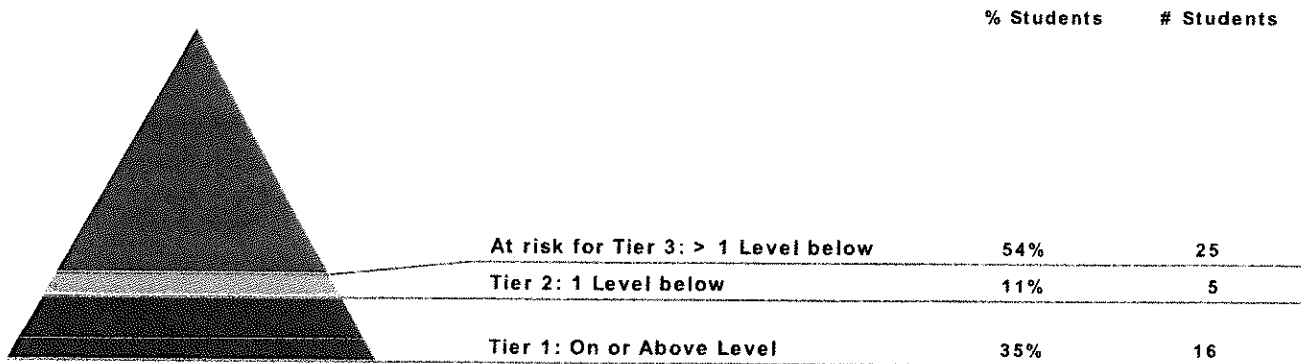 % Students # Students
At risk for Tier 3: > 1 Level below 54% 25
Tier 2: 1 Level below 11% 5
Tier 1: On or Above Level 35% 16